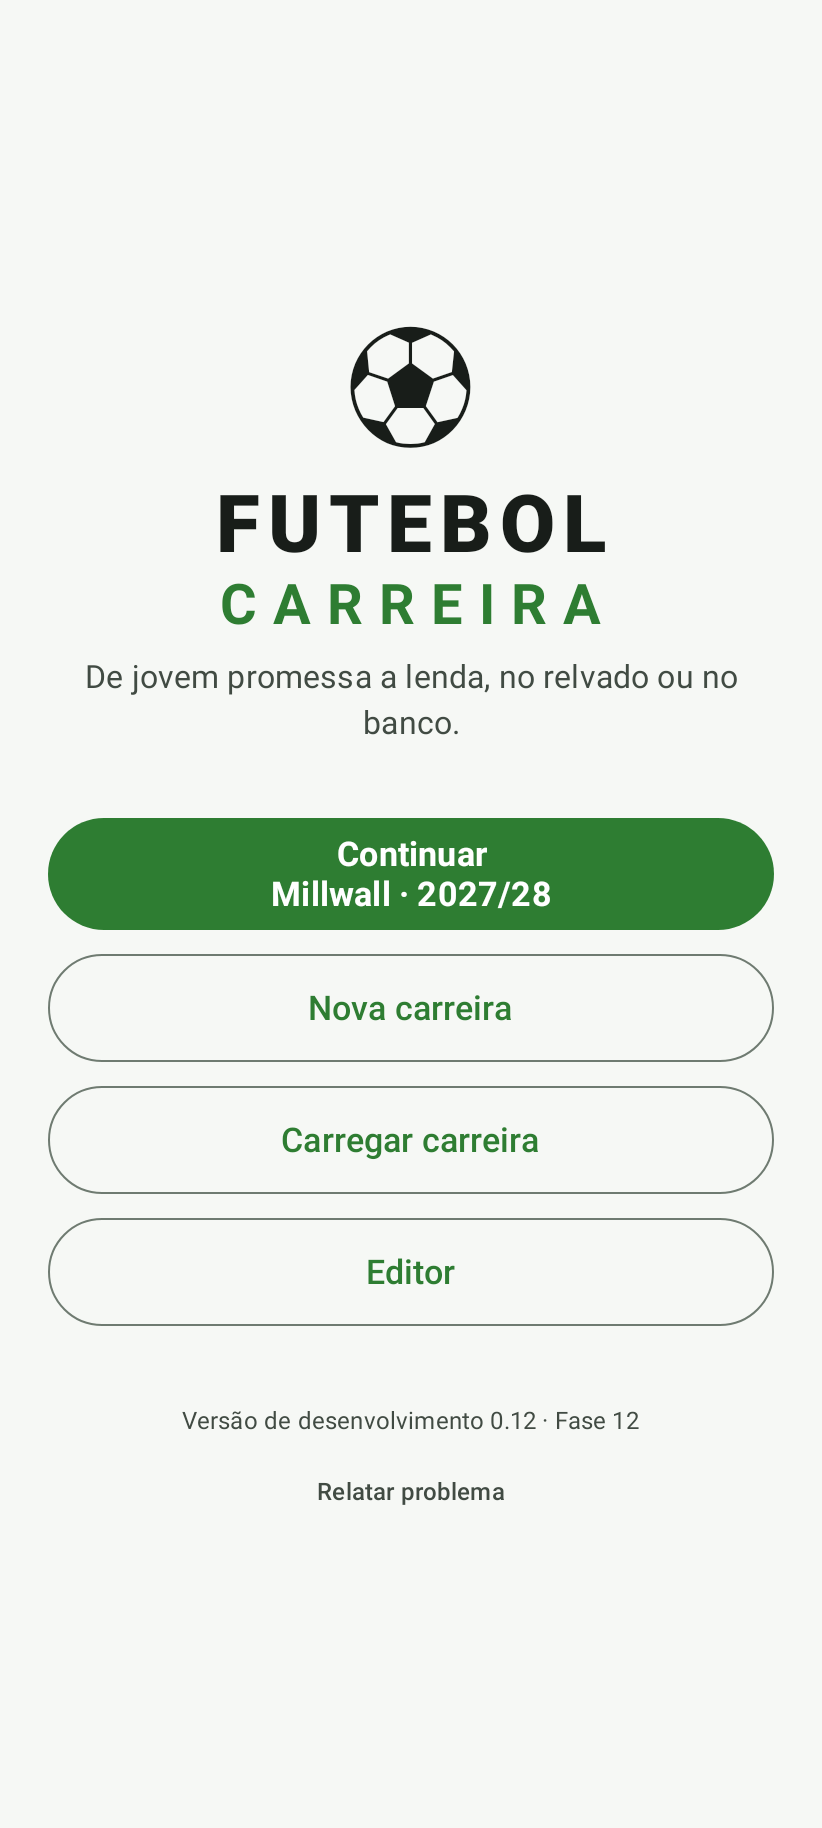 FUTEBOL
CARREIRA
De jovem promessa a lenda, no relvado ou no
banco.
Continuar
Millwall · 2027/28
Nova carreira
Carregar carreira
Editor
Versão de desenvolvimento 0.12 · Fase 12
Relatar problema